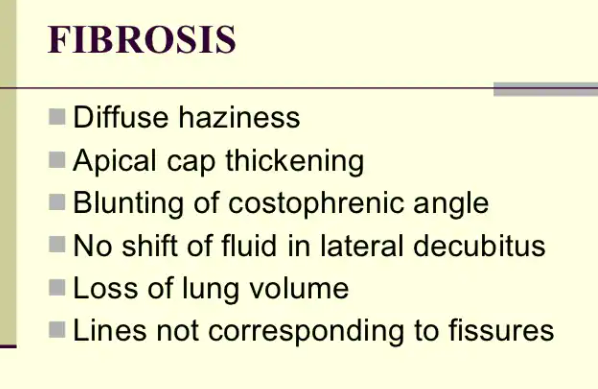 FIBROSIS
Diffuse haziness
Apical cap thickening
Blunting of costophrenic angle
No shift of fluid in lateral decubitus
Loss of lung volume
Lines not corresponding to fissures